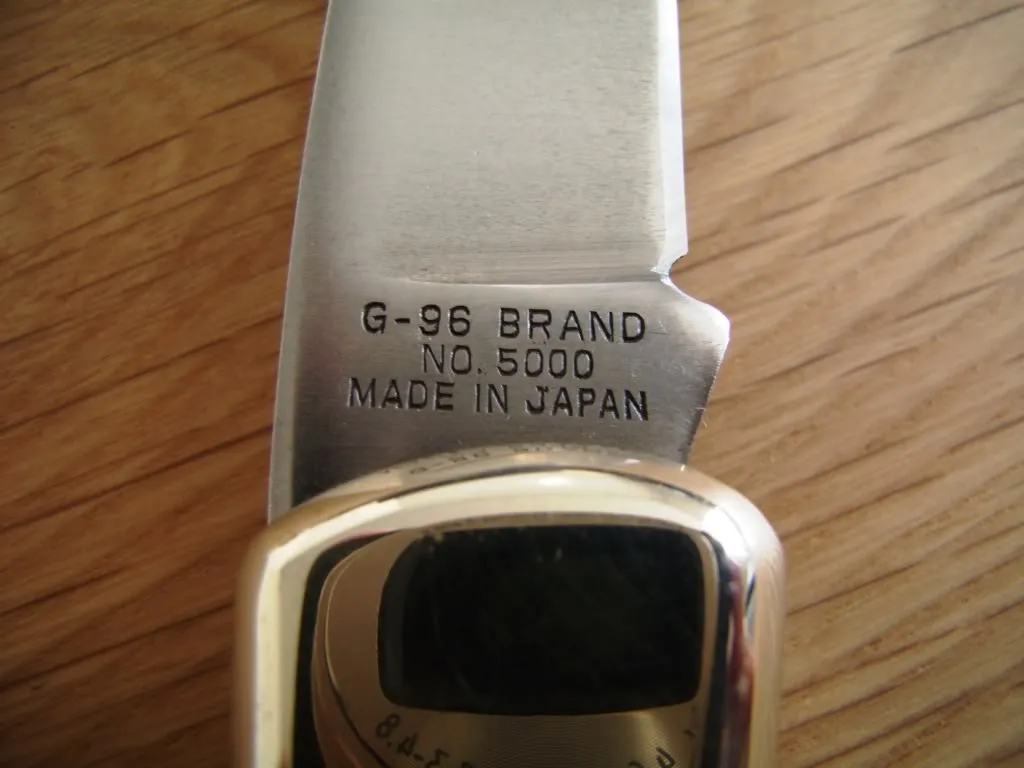 G-96 BRAND
NO. 5000
MADE IN JAPAN